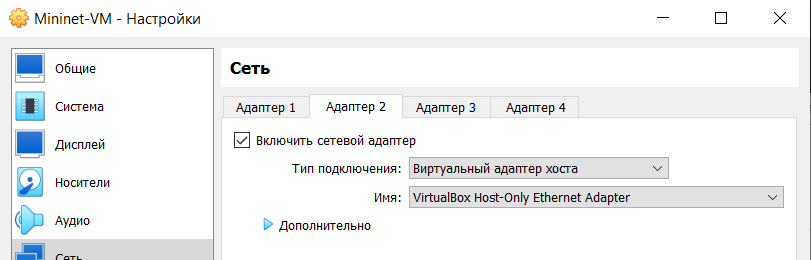 Mininet-VM - Настройки
Общие
Система
Дисплей
Носители
Аудио
Сеть
Сеть
Адаптер 1 Адаптер 2 Адаптер 3 Адаптер 4
Включить сетевой адаптер
Тип подключения: Виртуальный адаптер хоста
Имя: VirtualBox Host-Only Ethernet Adapter
Дополнительно